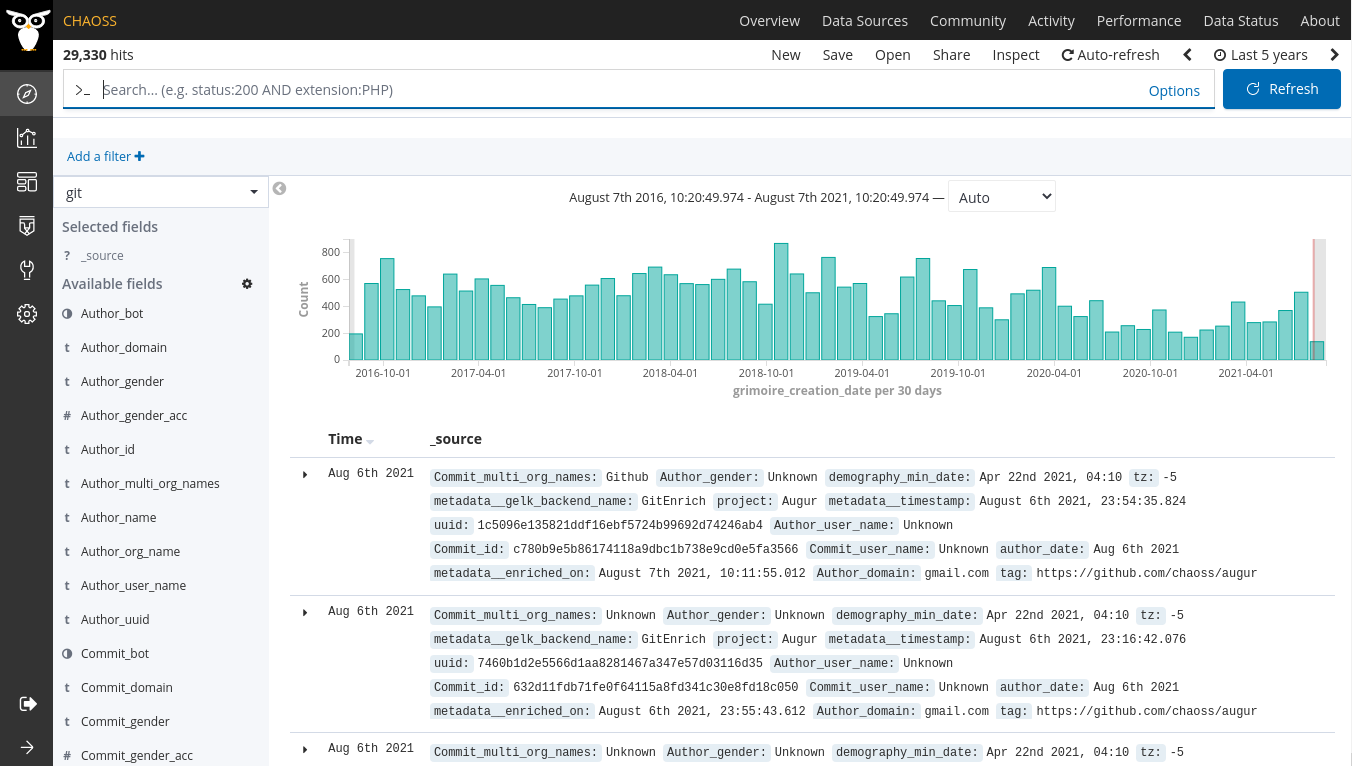 CHAOSS Overview Data Sources Community Activity Performance Data Status About
29,330 hits New Save Open Share Inspect Auto-refresh Last 5 years
>_ Search... (e.g. status:200 AND extension:PHP) Options Refresh
Add a filter
git
August 7th 2016, 10:20:49.974 - August 7th 2021, 10:20:49.974 — Auto
Selected fields
? _source
Available fields
Author_bot
t Author_domain
t Author_gender
# Author_gender_acc
t Author_id
t Author_multi_org_names
t Author_name
t Author_org_name
t Author_user_name
t Author_uuid
Commit_bot
t Commit_domain
t Commit_gender
# Commit_gender_acc
Count
800
600
400
200
0
2016-10-01 2017-04-01 2017-10-01 2018-04-01 2018-10-01 2019-04-01 2019-10-01 2020-04-01 2020-10-01 2021-04-01
grimoire_creation_date per 30 days
Time _source
Aug 6th 2021 Commit_multi_org_names: Github Author_gender: Unknown demography_min_date: Apr 22nd 2021, 04:10 tz: -5
metadata__gelk_backend_name: GitEnrich project: Augur metadata__timestamp: August 6th 2021, 23:54:35.824
uuid: 1c5096e135821ddf16ebf5724b99692d74246ab4 Author_user_name: Unknown
Commit_id: c780b9e5b86174118a9dbc1b738e9cd0e5fa3566 Commit_user_name: Unknown author_date: Aug 6th 2021
metadata__enriched_on: August 7th 2021, 10:11:55.012 Author_domain: gmail.com tag: https://github.com/chaoss/augur
Aug 6th 2021 Commit_multi_org_names: Unknown Author_gender: Unknown demography_min_date: Apr 22nd 2021, 04:10 tz: -5
metadata__gelk_backend_name: GitEnrich project: Augur metadata__timestamp: August 6th 2021, 23:16:42.076
uuid: 7460b1d2e5566d1aa8281467a347e57d03116d35 Author_user_name: Unknown
Commit_id: 632d11fdb71fe0f64115a8fd341c30e8fd18c050 Commit_user_name: Unknown author_date: Aug 6th 2021
metadata__enriched_on: August 6th 2021, 23:55:43.612 Author_domain: gmail.com tag: https://github.com/chaoss/augur
Aug 6th 2021 Commit_multi_org_names: Unknown Author_gender: Unknown demography_min_date: Apr 22nd 2021, 04:10 tz: -5